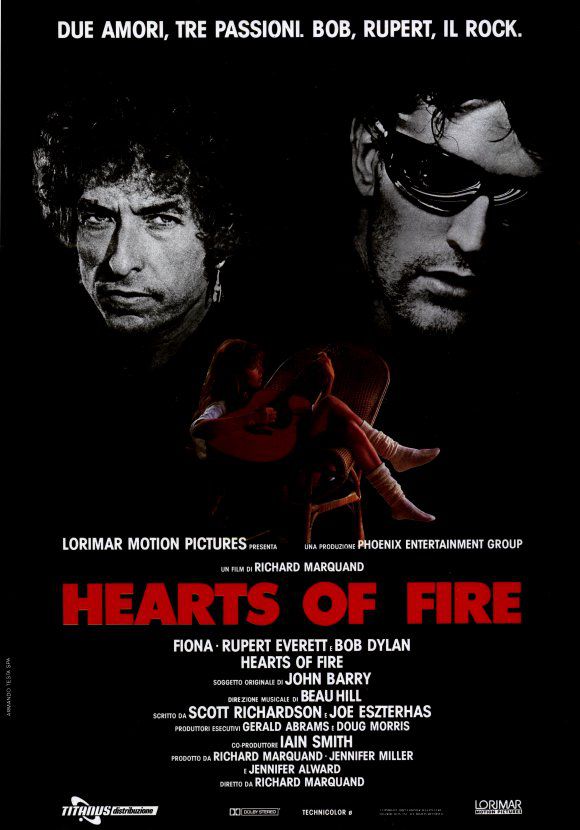 DUE AMORI, TRE PASSIONI. BOB, RUPERT, IL ROCK.
LORIMAR MOTION PICTURES PRESENTA UNA PRODUZIONE PHOENIX ENTERTAINMENT GROUP
UN FILM DI RICHARD MARQUAND
HEARTS OF FIRE
FIONA · RUPERT EVERETT E BOB DYLAN
HEARTS OF FIRE
SOGGETTO ORIGINALE DI JOHN BARRY
DIREZIONE MUSICALE DI BEAU HILL
SCRITTO DA SCOTT RICHARDSON E JOE ESZTERHAS
PRODUTTORI ESECUTIVI GERALD ABRAMS E DOUG MORRIS
CO-PRODUTTORE IAIN SMITH
PRODOTTO DA RICHARD MARQUAND · JENNIFER MILLER
E JENNIFER ALWARD
DIRETTO DA RICHARD MARQUAND
ARMANDO TESTA SPA
TITANUS distribuzione
DOLBY STEREO
TECHNICOLOR
LORIMAR
MOTION PICTURES